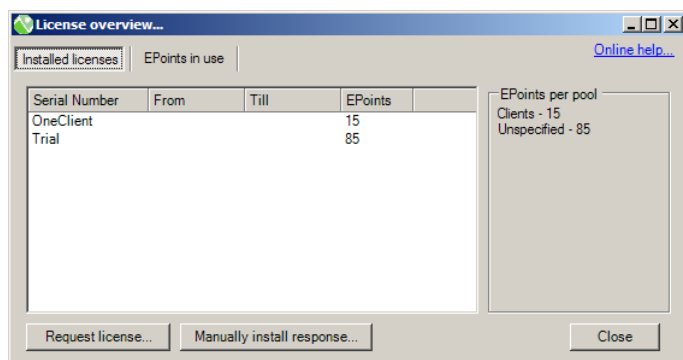 License overview...
Installed licenses EPoints in use Online help...
Serial Number From Till EPoints
OneClient 15
Trial 85
EPoints per pool
Clients - 15
Unspecified - 85
Request license... Manually install response... Close